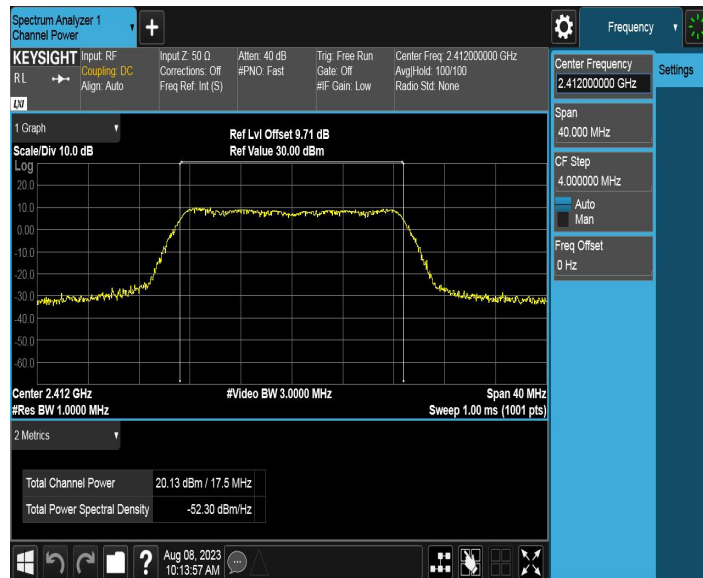 Spectrum Analyzer 1
Channel Power
Frequency
KEYSIGHT
RL
LXI
Input: RF
Coupling: DC
Align: Auto
Input Z: 50 Ω
Corrections: Off
Freq Ref: Int (S)
Atten: 40 dB
#PNO: Fast
Trig: Free Run
Gate: Off
#IF Gain: Low
Center Freq: 2.412000000 GHz
Avg|Hold: 100/100
Radio Std: None
Center Frequency
2.412000000 GHz
Settings
Span
40.000 MHz
CF Step
4.000000 MHz
Auto
Man
Freq Offset
0 Hz
1 Graph
Scale/Div 10.0 dB
Ref Lvl Offset 9.71 dB
Ref Value 30.00 dBm
Log
20.0
10.0
0.00
-10.0
-20.0
-30.0
-40.0
-50.0
-60.0
Center 2.412 GHz
#Video BW 3.0000 MHz
Span 40 MHz
#Res BW 1.0000 MHz
Sweep 1.00 ms (1001 pts)
2 Metrics
Total Channel Power 20.13 dBm / 17.5 MHz
Total Power Spectral Density -52.30 dBm/Hz
?
Aug 08, 2023
10:13:57 AM